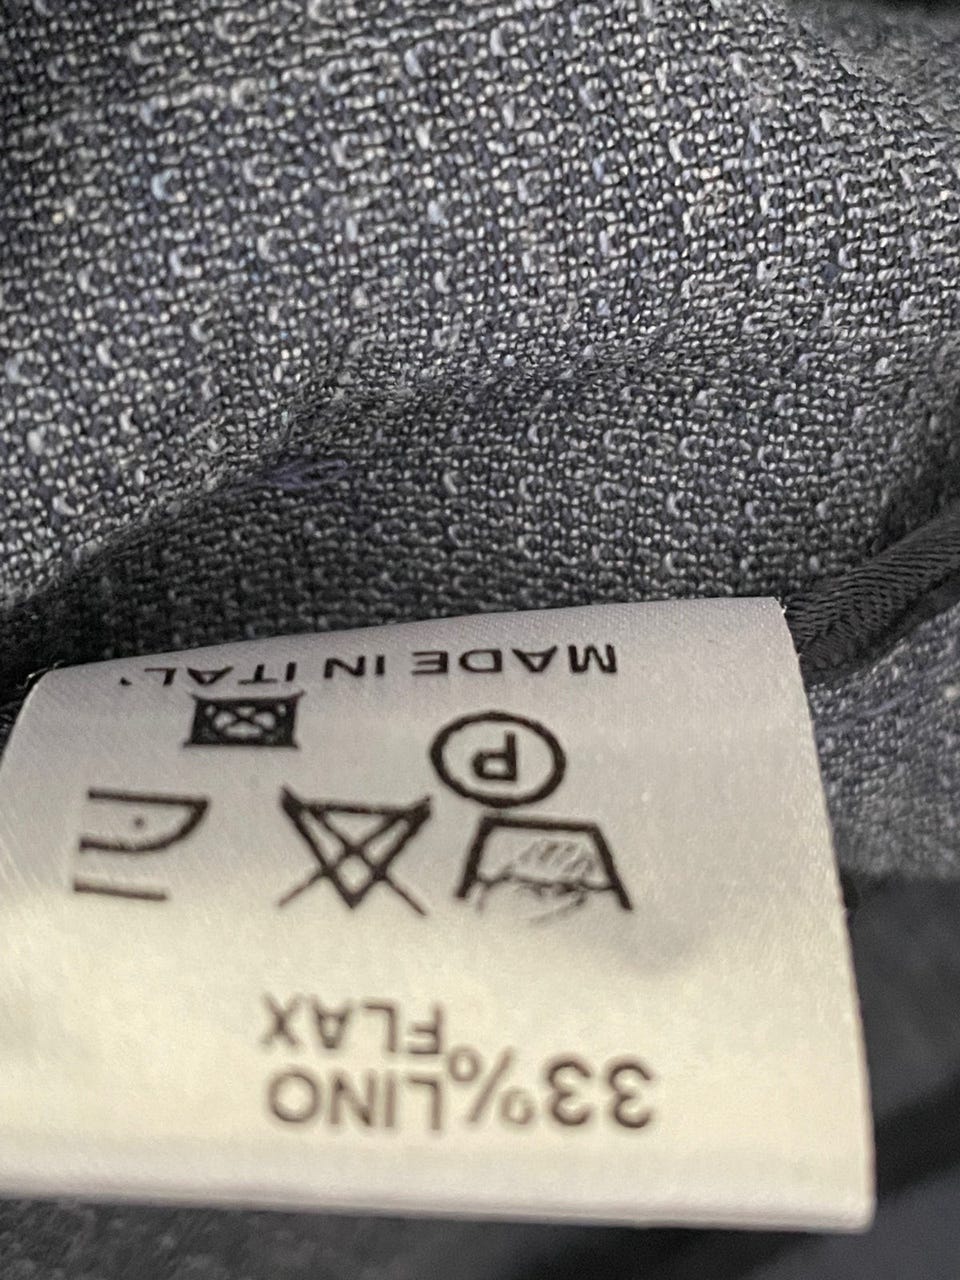 33%LINO
FLAX
P
MADE IN ITALY